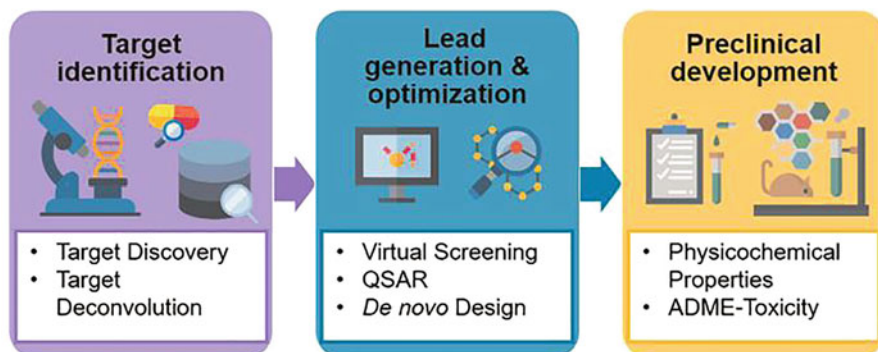 Target
identification
• Target Discovery
• Target
Deconvolution
Lead
generation &
optimization
• Virtual Screening
• QSAR
• De novo Design
Preclinical
development
• Physicochemical
Properties
• ADME-Toxicity